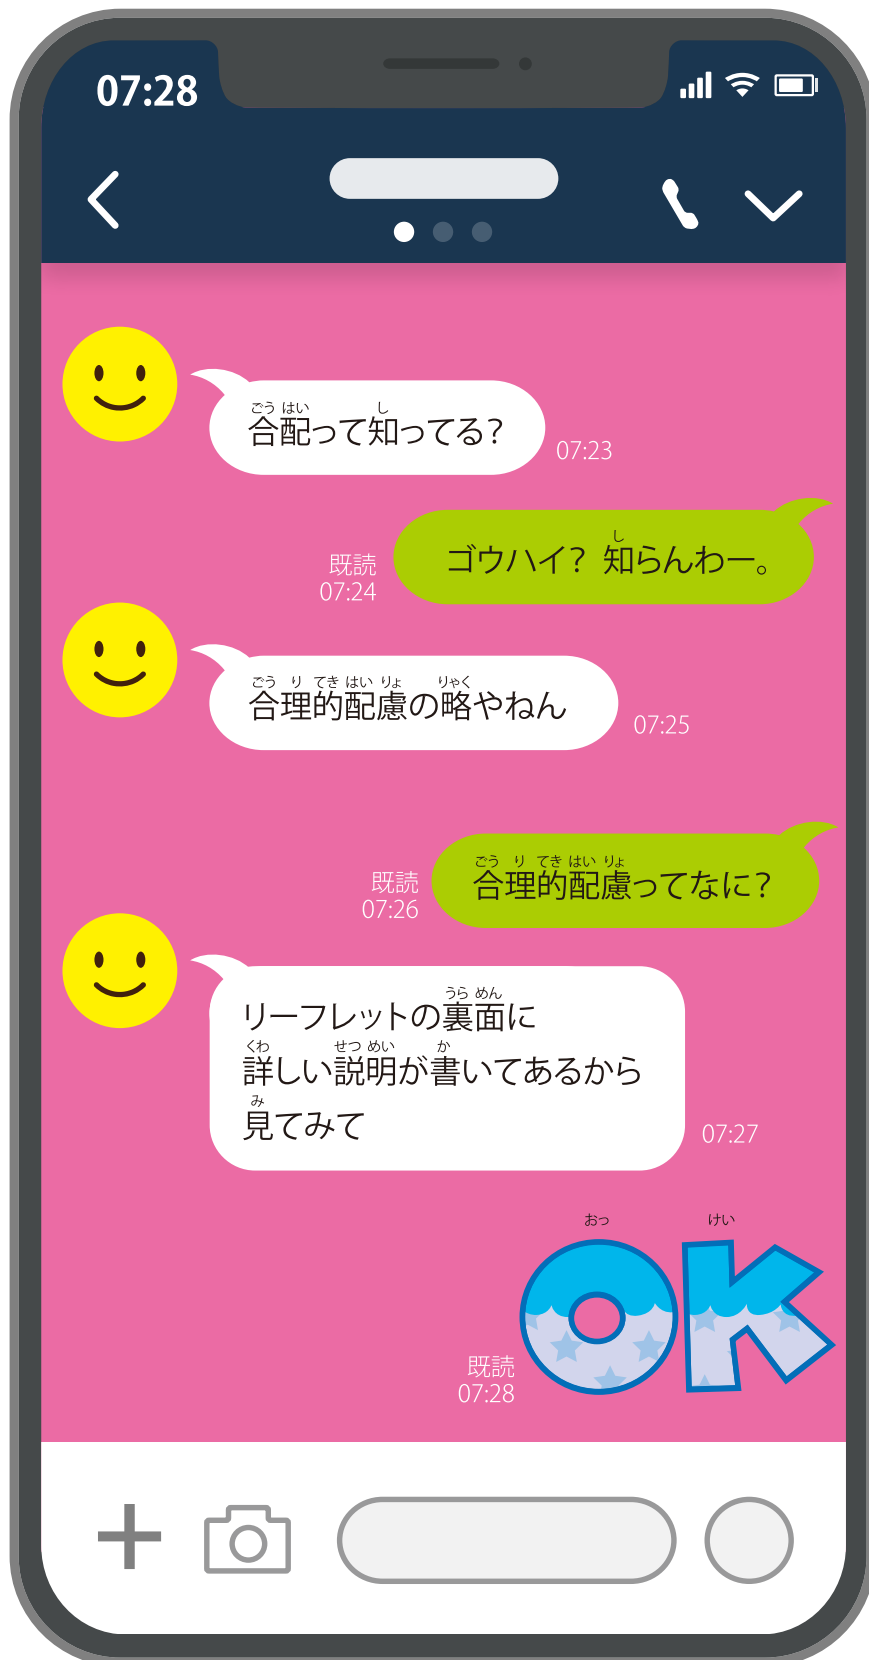 07:28
ごう はい し
合配って知ってる?
07:23
し
ゴウハイ? 知らんわー。
既読
07:24
ごう り てき はい りょ りゃく
合理的配慮の略やねん
07:25
ごう り てき はい りょ
合理的配慮ってなに?
既読
07:26
うら めん
リーフレットの裏面に
くわ せつ めい か
詳しい説明が書いてあるから
み
見てみて
07:27
おっ けい
OK
既読
07:28